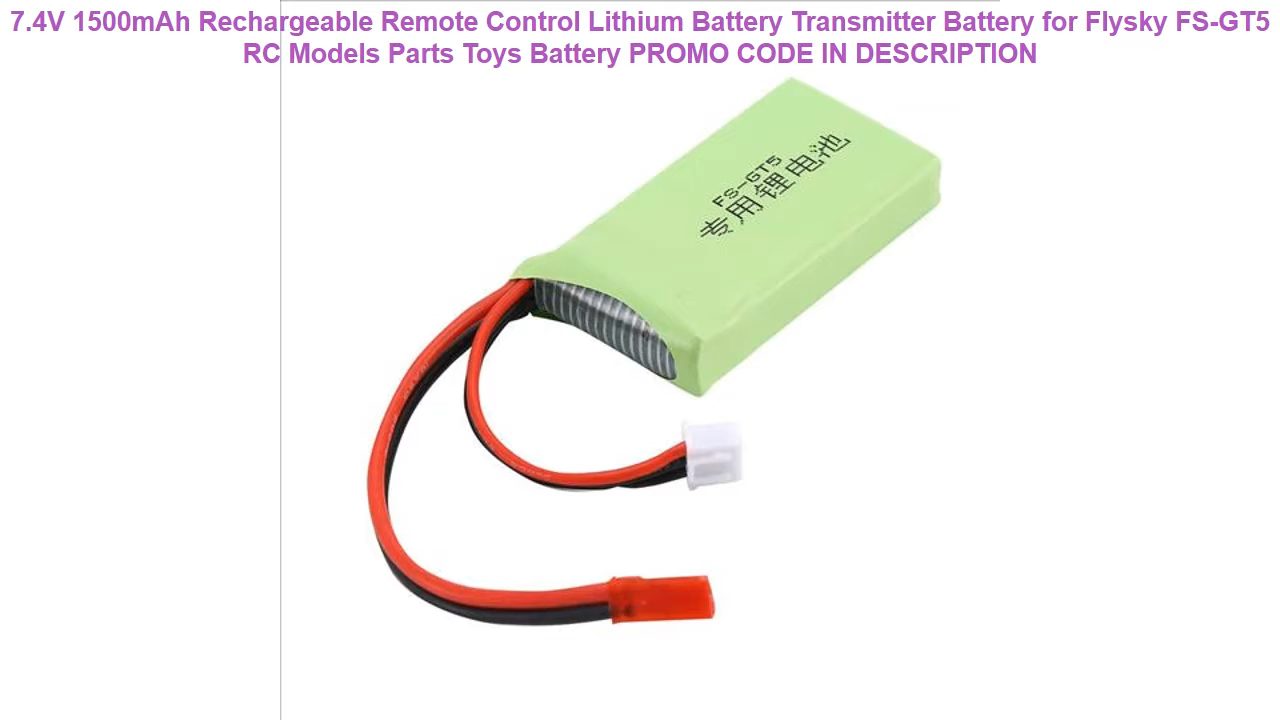 7.4V 1500mAh Rechargeable Remote Control Lithium Battery Transmitter Battery for Flysky FS-GT5
RC Models Parts Toys Battery PROMO CODE IN DESCRIPTION
FS-GT5
专用锂电池